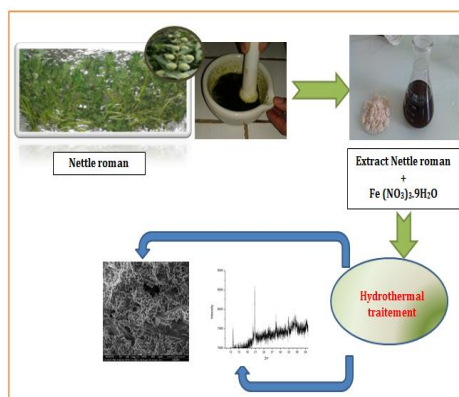 Nettle roman
Extract Nettle roman
+
Fe (NO₃)₃.9H₂O
Hydrothermal
traitement